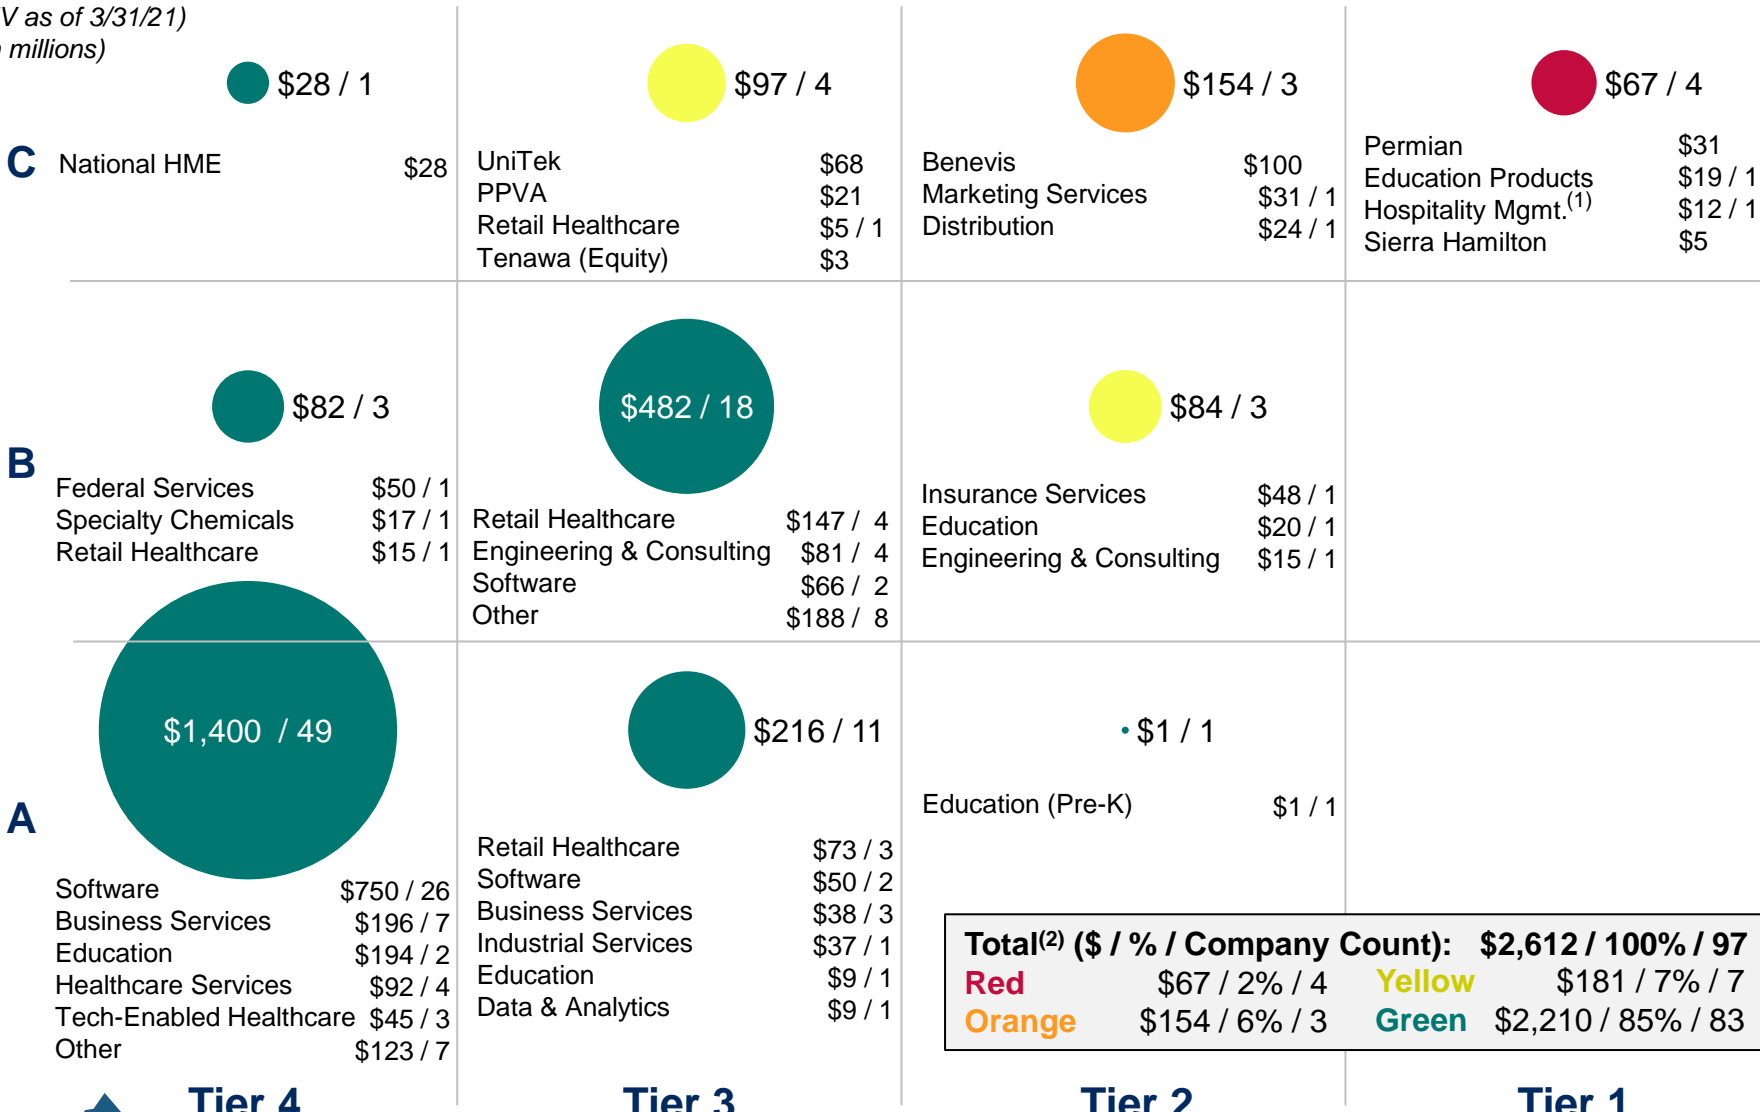 V as of 3/31/21)
millions)
$28 / 1
$97 / 4
$154 / 3
$67 / 4
C
National HME $28
UniTek $68
PPVA $21
Retail Healthcare $5 / 1
Tenawa (Equity) $3
Benevis $100
Marketing Services $31 / 1
Distribution $24 / 1
Permian $31
Education Products $19 / 1
Hospitality Mgmt.(1) $12 / 1
Sierra Hamilton $5
$82 / 3
$482 / 18
$84 / 3
B
Federal Services $50 / 1
Specialty Chemicals $17 / 1
Retail Healthcare $15 / 1
Retail Healthcare $147 / 4
Engineering & Consulting $81 / 4
Software $66 / 2
Other $188 / 8
Insurance Services $48 / 1
Education $20 / 1
Engineering & Consulting $15 / 1
$1,400 / 49
$216 / 11
$1 / 1
A
Software $750 / 26
Business Services $196 / 7
Education $194 / 2
Healthcare Services $92 / 4
Tech-Enabled Healthcare $45 / 3
Other $123 / 7
Retail Healthcare $73 / 3
Software $50 / 2
Business Services $38 / 3
Industrial Services $37 / 1
Education $9 / 1
Data & Analytics $9 / 1
Education (Pre-K) $1 / 1
Total(2) ($ / % / Company Count): $2,612 / 100% / 97
Red $67 / 2% / 4 Yellow $181 / 7% / 7
Orange $154 / 6% / 3 Green $2,210 / 85% / 83
Tier 4 Tier 3 Tier 2 Tier 1